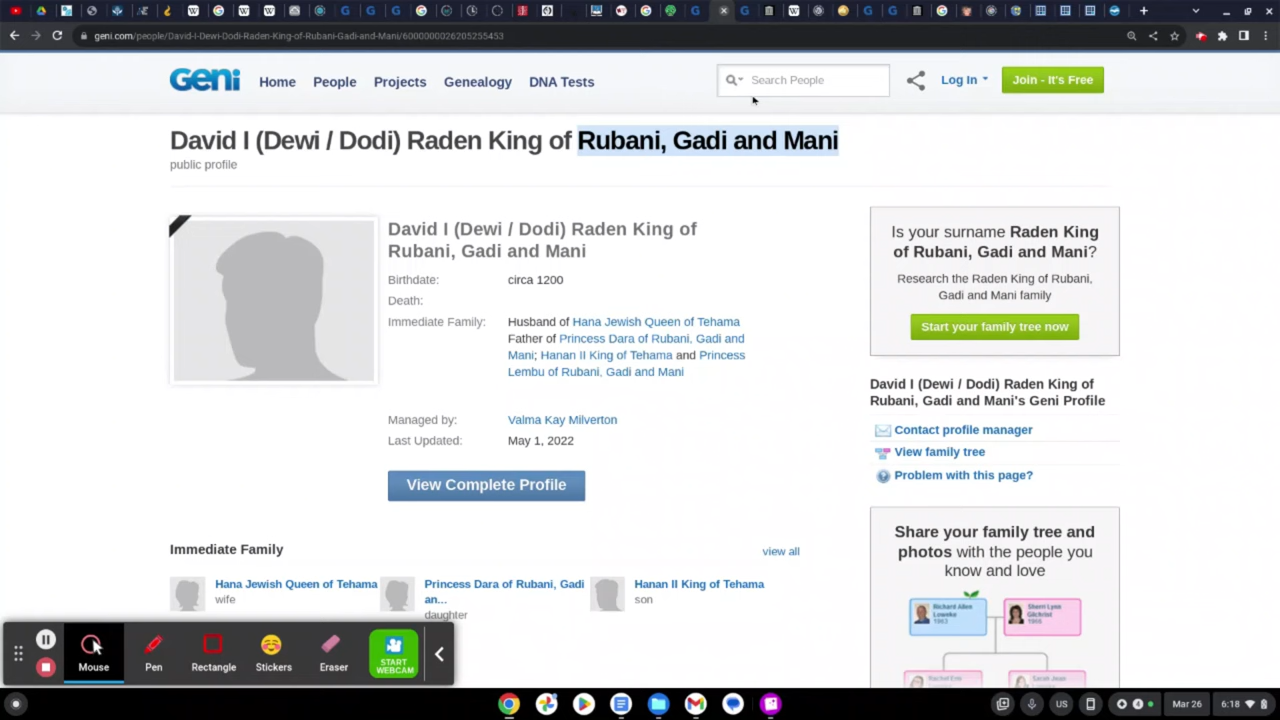 geni.com/people/David-I-Dewi-Dodi-Raden-King-of-Rubani-Gadi-and-Mani/6000000026205255453
Geni
Home People Projects Genealogy DNA Tests
Search People
Log In
Join - It's Free
David I (Dewi / Dodi) Raden King of Rubani, Gadi and Mani
public profile
David I (Dewi / Dodi) Raden King of
Rubani, Gadi and Mani
Birthdate: circa 1200
Death:
Immediate Family: Husband of Hana Jewish Queen of Tehama
Father of Princess Dara of Rubani, Gadi and
Mani; Hanan II King of Tehama and Princess
Lembu of Rubani, Gadi and Mani
Managed by: Valma Kay Milverton
Last Updated: May 1, 2022
View Complete Profile
Immediate Family
view all
Hana Jewish Queen of Tehama
wife
Princess Dara of Rubani, Gadi
an...
daughter
Hanan II King of Tehama
son
Is your surname Raden King
of Rubani, Gadi and Mani?
Research the Raden King of Rubani,
Gadi and Mani family
Start your family tree now
David I (Dewi / Dodi) Raden King of
Rubani, Gadi and Mani's Geni Profile
Contact profile manager
View family tree
Problem with this page?
Share your family tree and
photos with the people you
know and love
Richard Allen
Loweke
1963
Sherri Lynn
Gilchrist
1966
Mouse
Pen
Rectangle
Stickers
Eraser
START
WEBCAM
US
Mar 26
6:18